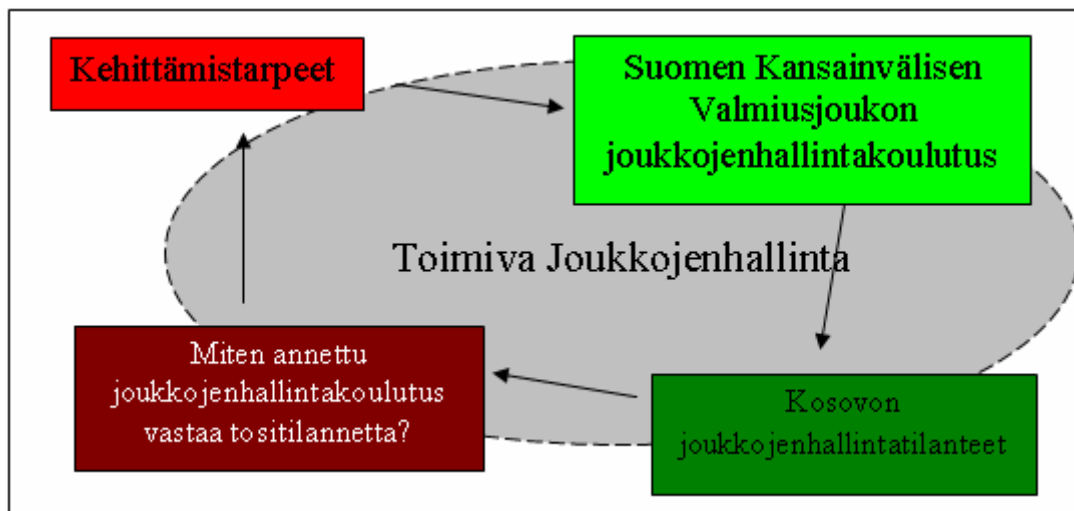 Kehittämistarpeet
Suomen Kansainvälisen
Valmiusjoukon
joukkojenhallintakoulutus
Toimiva Joukkojenhallinta
Miten annettu
joukkojenhallintakoulutus
vastaa tositilannetta?
Kosovon
joukkojenhallintatilanteet